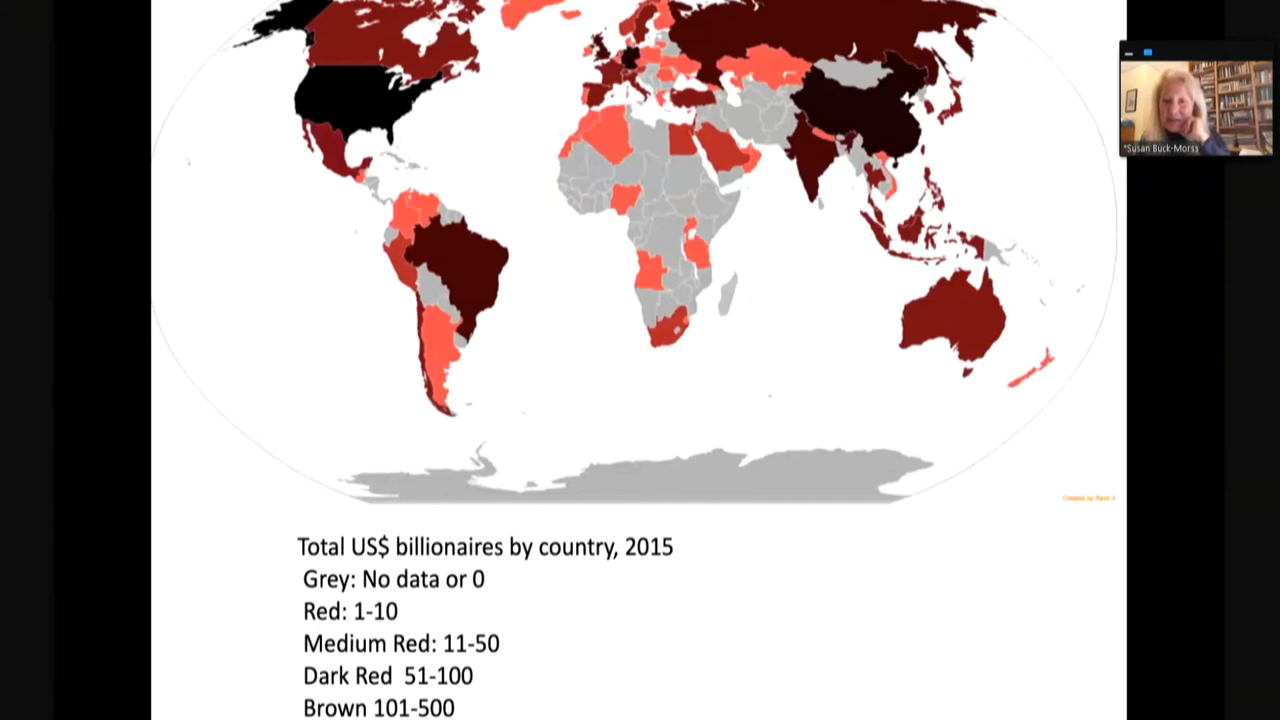 *Susan Buck-Morss
Total US$ billionaires by country, 2015
Grey: No data or 0
Red: 1-10
Medium Red: 11-50
Dark Red  51-100
Brown 101-500